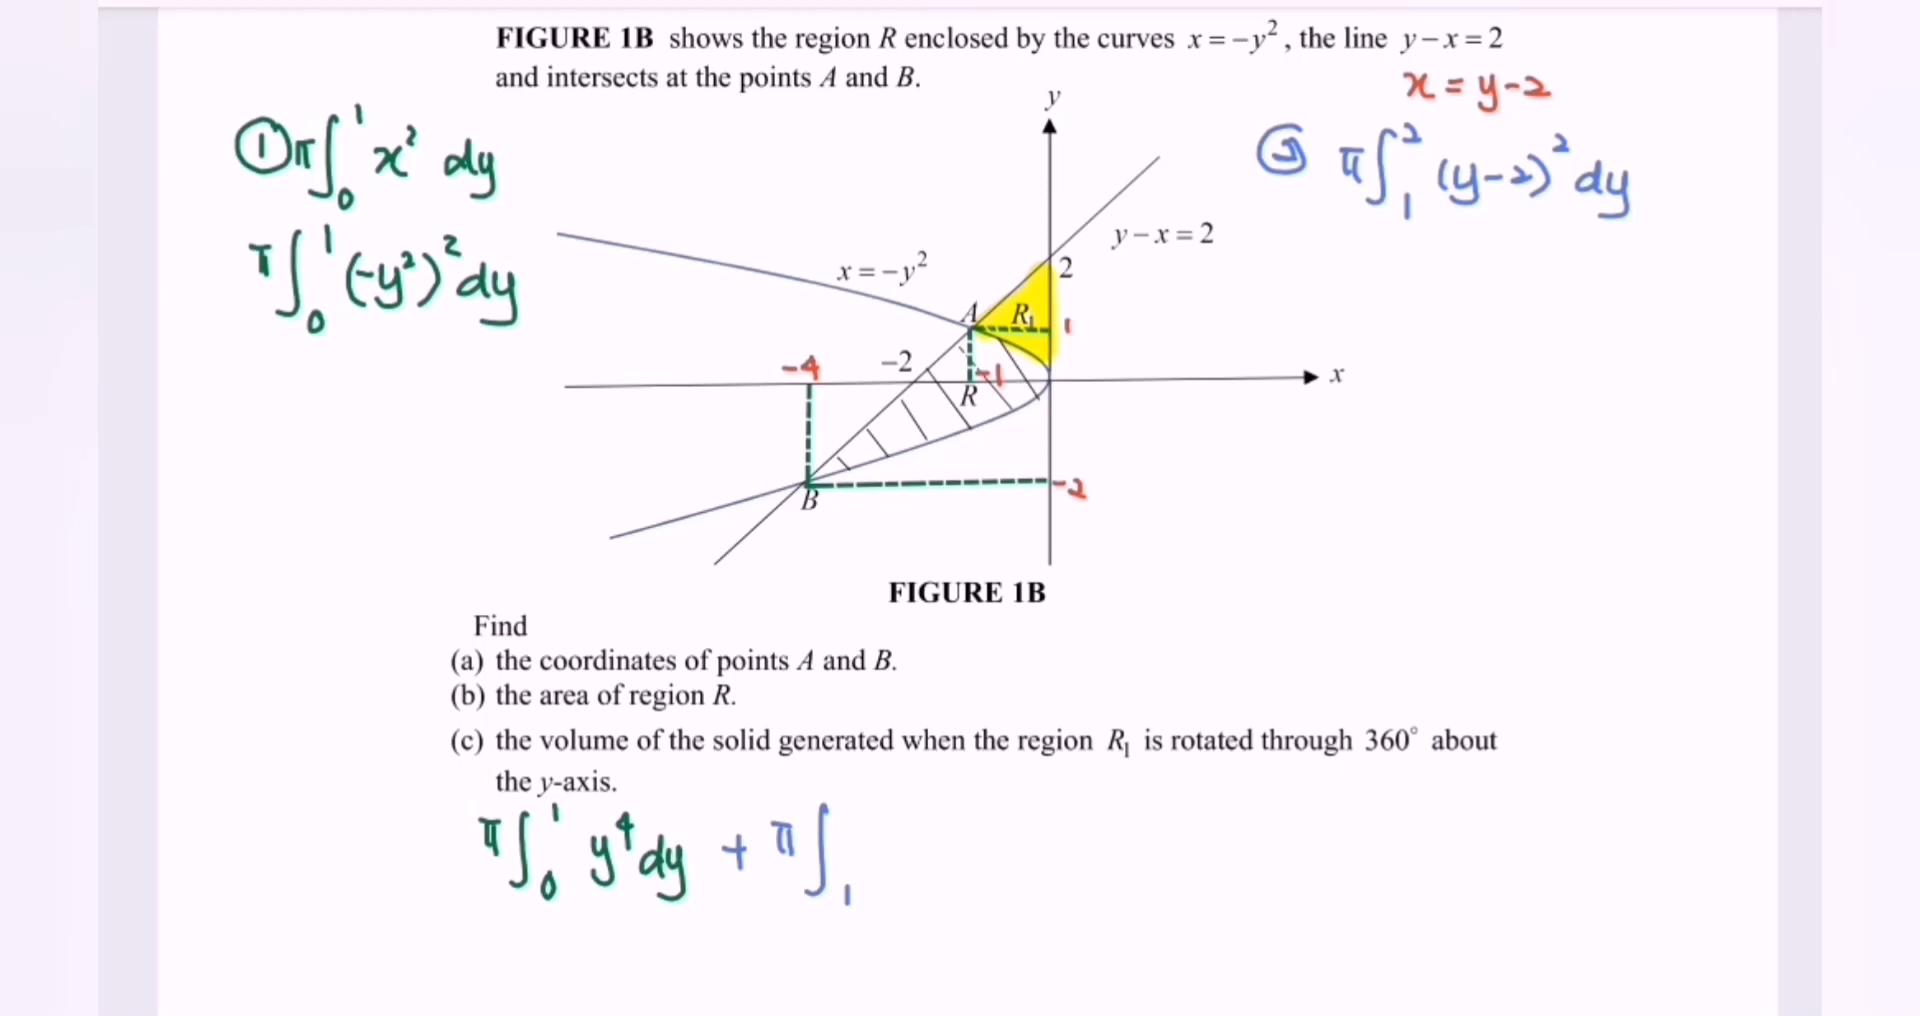 FIGURE 1B shows the region R enclosed by the curves x = −y², the line y − x = 2
and intersects at the points A and B.
x = y − 2
① π∫₀¹ x² dy
π∫₀¹ (−y²)² dy
② π∫₁² (y−2)² dy
y
y − x = 2
x = −y²
2
A
R₁
1
−4
−2
−1
x
R
B
−2
FIGURE 1B
Find
(a) the coordinates of points A and B.
(b) the area of region R.
(c) the volume of the solid generated when the region R₁ is rotated through 360° about
the y-axis.
π∫₀¹ y⁴ dy + π∫₁